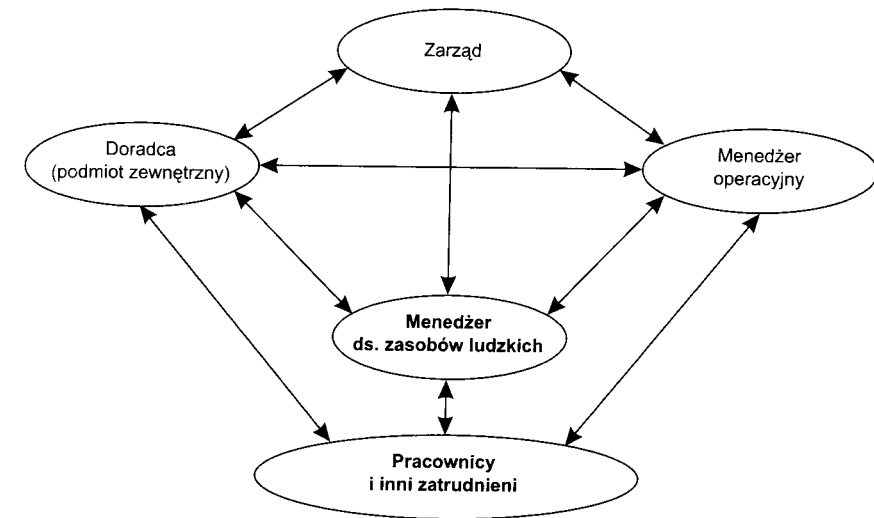 Zarząd
Doradca
(podmiot zewnętrzny)
Menedżer
operacyjny
Menedżer
ds. zasobów ludzkich
Pracownicy
i inni zatrudnieni